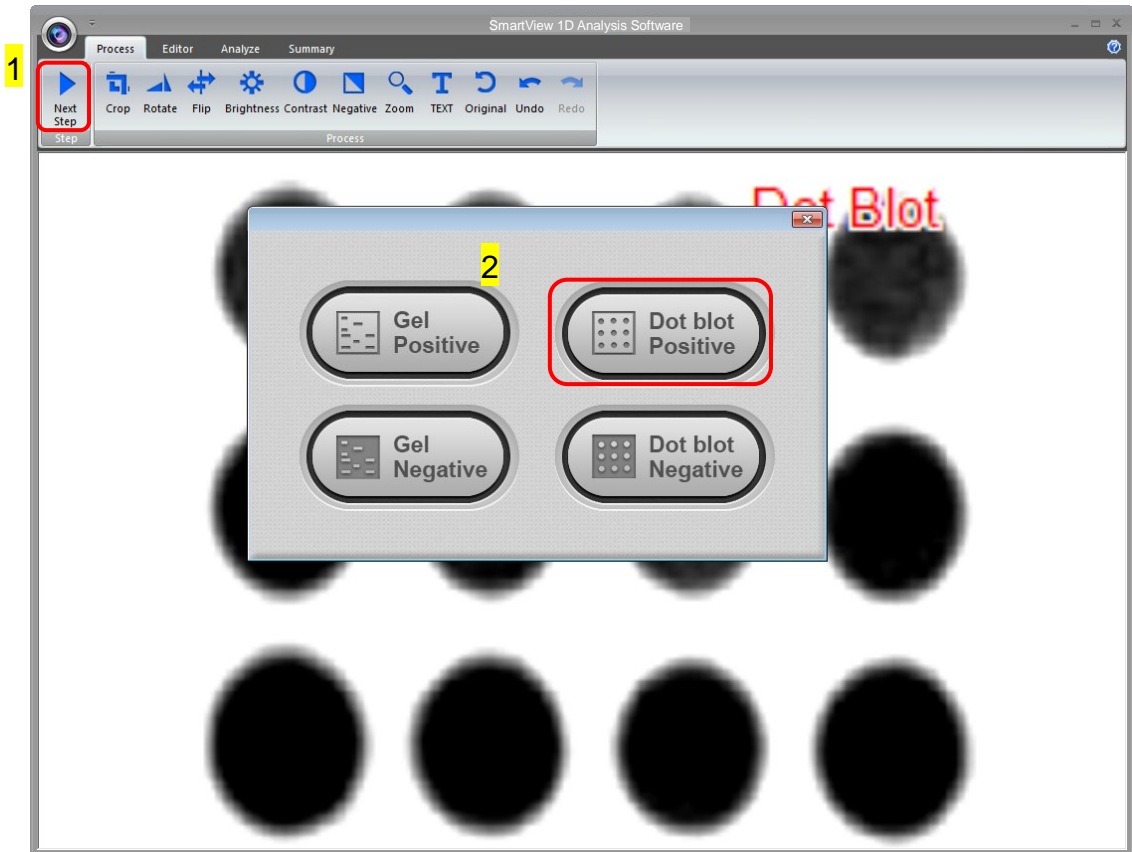 SmartView 1D Analysis Software
Process Editor Analyze Summary
1
Next
Step
Crop Rotate Flip Brightness Contrast Negative Zoom TEXT Original Undo Redo
Step Process
Dot Blot
2
Gel
Positive
Dot blot
Positive
Gel
Negative
Dot blot
Negative